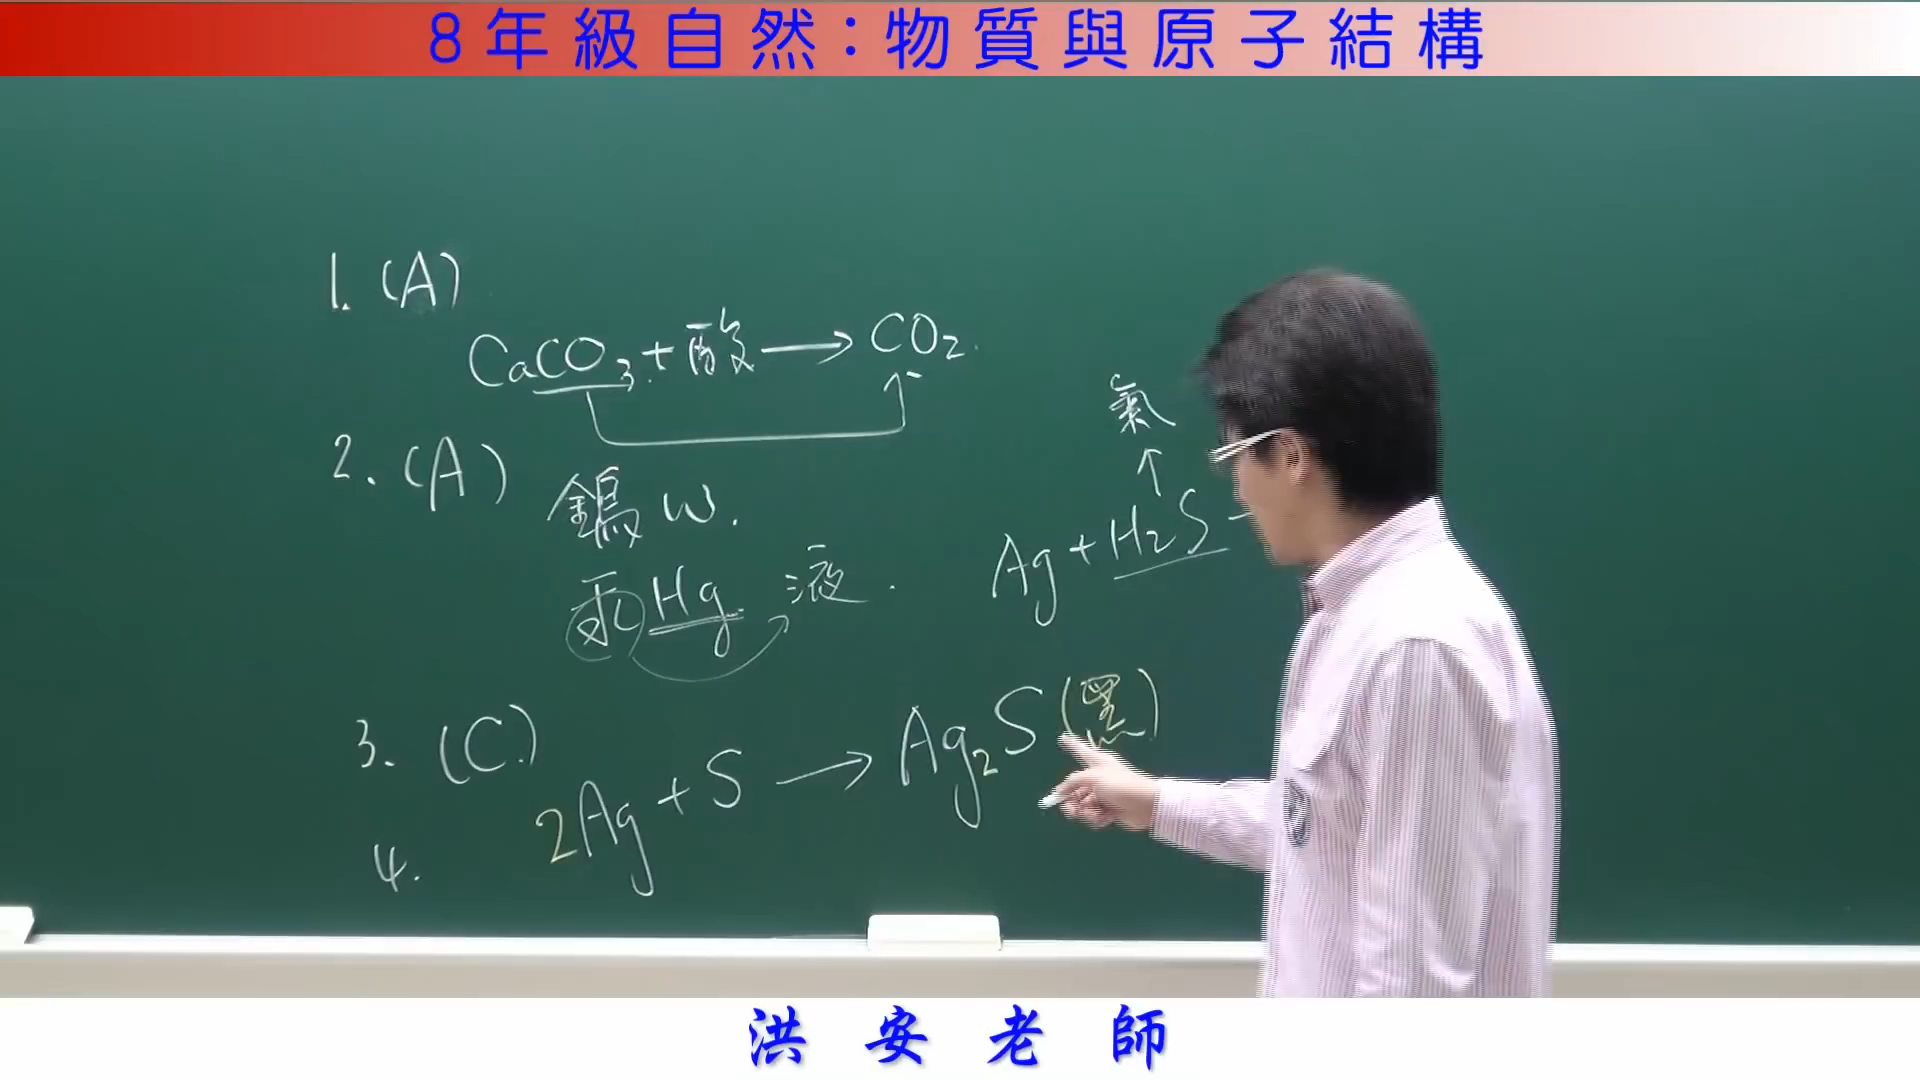 8年級自然:物質與原子結構
1. (A)
CaCO3+酸→CO2
2. (A)
鎢 W.
汞 Hg 液.
氣
↑
Ag+H2S
3. (C)
2Ag+S→Ag2S(黑)
4.
洪安老師